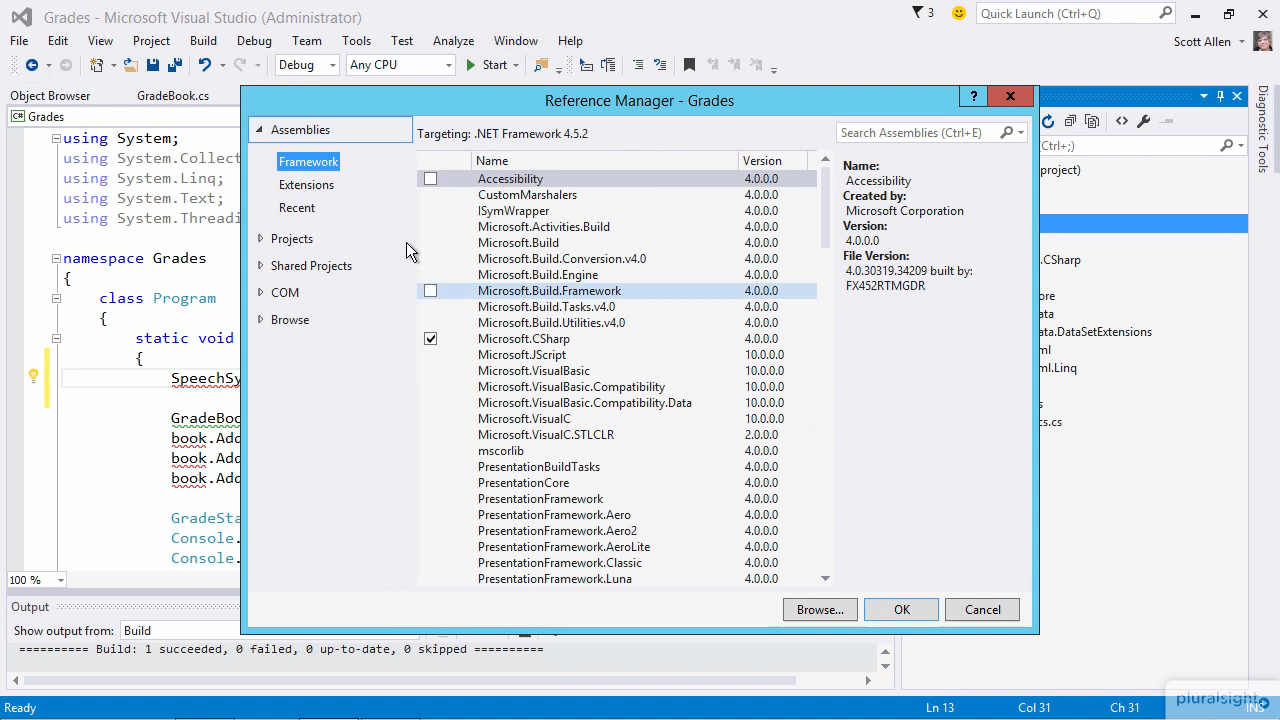 Grades - Microsoft Visual Studio (Administrator)
3
Quick Launch (Ctrl+Q)
File Edit View Project Build Debug Team Tools Test Analyze Window Help
Scott Allen
Debug Any CPU Start
Object Browser GradeBook.cs
Grades
using System;
using System.Collect
using System.Linq;
using System.Text;
using System.Threadi
namespace Grades
{
class Program
{
static void
{
SpeechSy
GradeBoo
book.Add
book.Add
book.Add
GradeSta
Console.
Console.
100 %
Reference Manager - Grades
?
Assemblies
Framework
Extensions
Recent
Projects
Shared Projects
COM
Browse
Targeting: .NET Framework 4.5.2
Search Assemblies (Ctrl+E)
Name Version
Accessibility 4.0.0.0
CustomMarshalers 4.0.0.0
ISymWrapper 4.0.0.0
Microsoft.Activities.Build 4.0.0.0
Microsoft.Build 4.0.0.0
Microsoft.Build.Conversion.v4.0 4.0.0.0
Microsoft.Build.Engine 4.0.0.0
Microsoft.Build.Framework 4.0.0.0
Microsoft.Build.Tasks.v4.0 4.0.0.0
Microsoft.Build.Utilities.v4.0 4.0.0.0
Microsoft.CSharp 4.0.0.0
Microsoft.JScript 10.0.0.0
Microsoft.VisualBasic 10.0.0.0
Microsoft.VisualBasic.Compatibility 10.0.0.0
Microsoft.VisualBasic.Compatibility.Data 10.0.0.0
Microsoft.VisualC 10.0.0.0
Microsoft.VisualC.STLCLR 2.0.0.0
mscorlib 4.0.0.0
PresentationBuildTasks 4.0.0.0
PresentationCore 4.0.0.0
PresentationFramework 4.0.0.0
PresentationFramework.Aero 4.0.0.0
PresentationFramework.Aero2 4.0.0.0
PresentationFramework.AeroLite 4.0.0.0
PresentationFramework.Classic 4.0.0.0
PresentationFramework.Luna 4.0.0.0
Name:
Accessibility
Created by:
Microsoft Corporation
Version:
4.0.0.0
File Version:
4.0.30319.34209 built by:
FX452RTMGDR
Browse... OK Cancel
(Ctrl+;)
project)
.CSharp
ore
ata
ata.DataSetExtensions
ml
ml.Linq
s
cs.cs
Diagnostic Tools
Output
Show output from: Build
========== Build: 1 succeeded, 0 failed, 0 up-to-date, 0 skipped ==========
Ready Ln 13 Col 31 Ch 31 INS
pluralsight